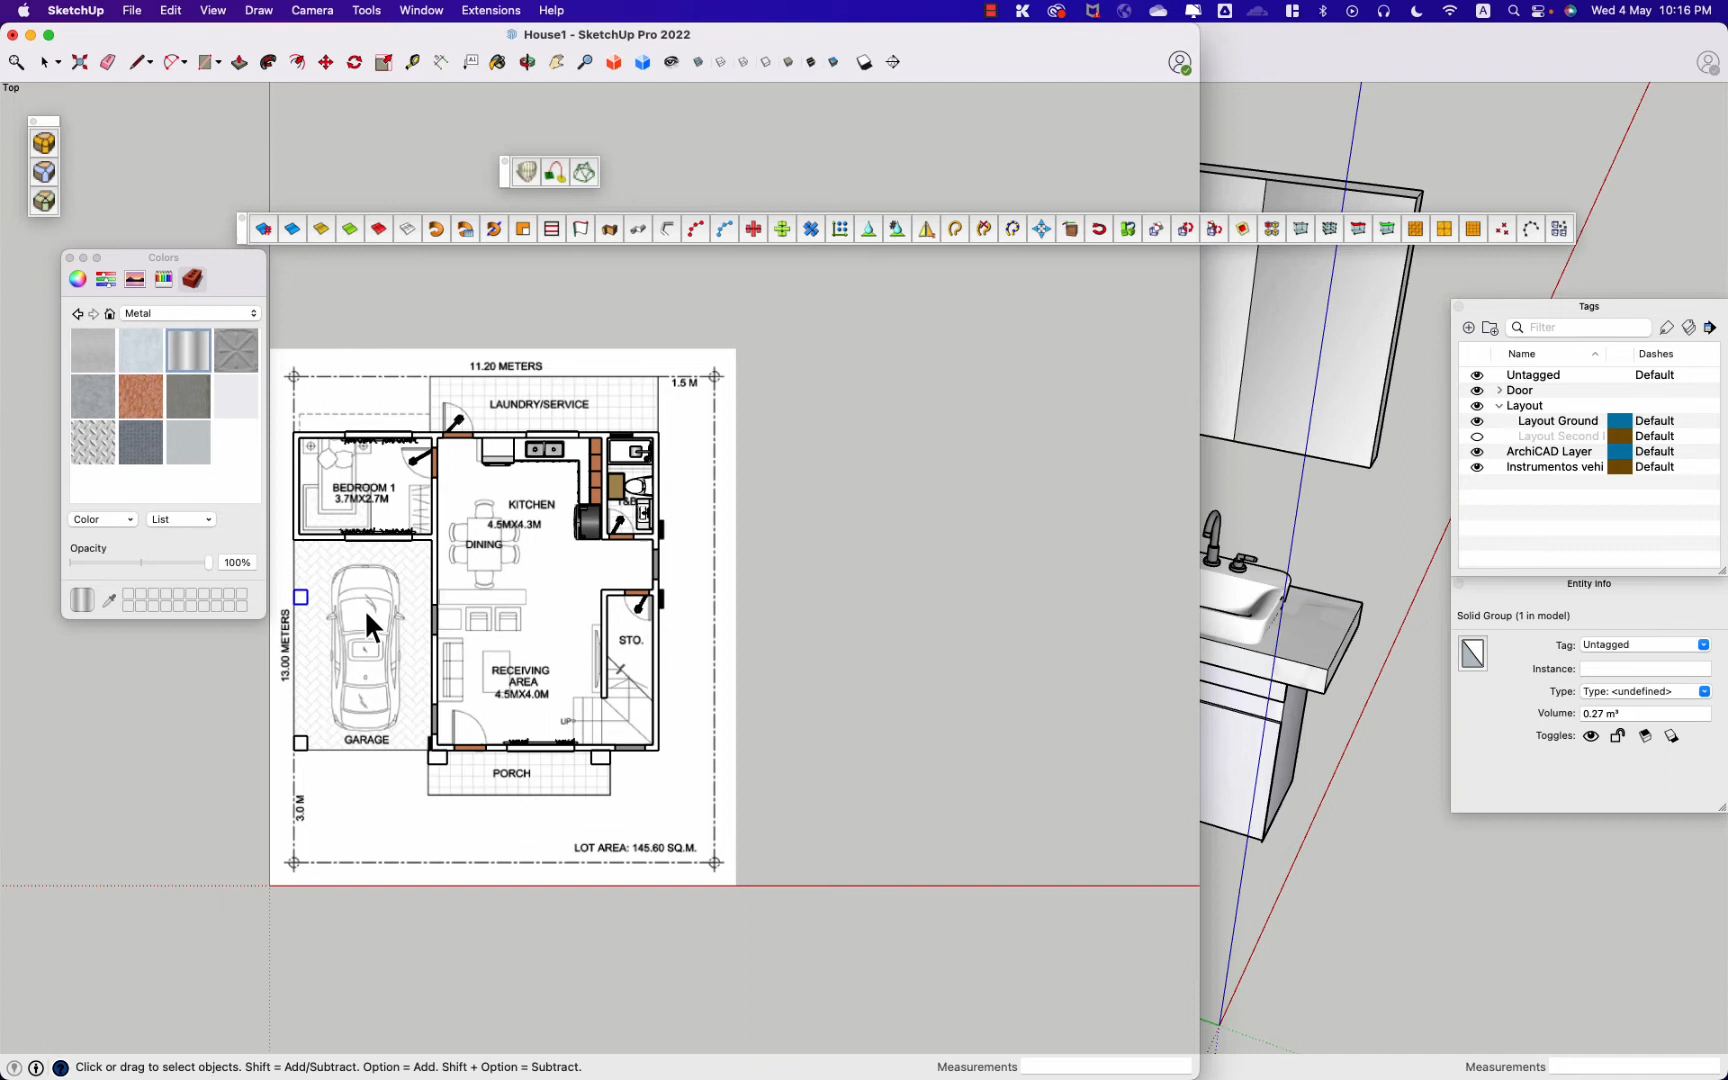 SketchUp File Edit View Draw Camera Tools Window Extensions Help
A Wed 4 May 10:16 PM
House1 - SketchUp Pro 2022
Top
Colors
Metal
Color
List
Opacity
100%
11.20 METERS
1.5 M
LAUNDRY/SERVICE
BEDROOM 1
3.7MX2.7M
KITCHEN
4.5MX4.3M
DINING
T&B
13.00 METERS
STO.
RECEIVING
AREA
4.5MX4.0M
UP
GARAGE
PORCH
3.0 M
LOT AREA: 145.60 SQ.M.
Tags
Filter
Name Dashes
Untagged Default
Door
Layout
Layout Ground Default
Layout Second Default
ArchiCAD Layer Default
Instrumentos vehi Default
Entity Info
Solid Group (1 in model)
Tag: Untagged
Instance:
Type: Type: <undefined>
Volume: 0.27 m³
Toggles:
Click or drag to select objects. Shift = Add/Subtract. Option = Add. Shift + Option = Subtract.
Measurements
Measurements